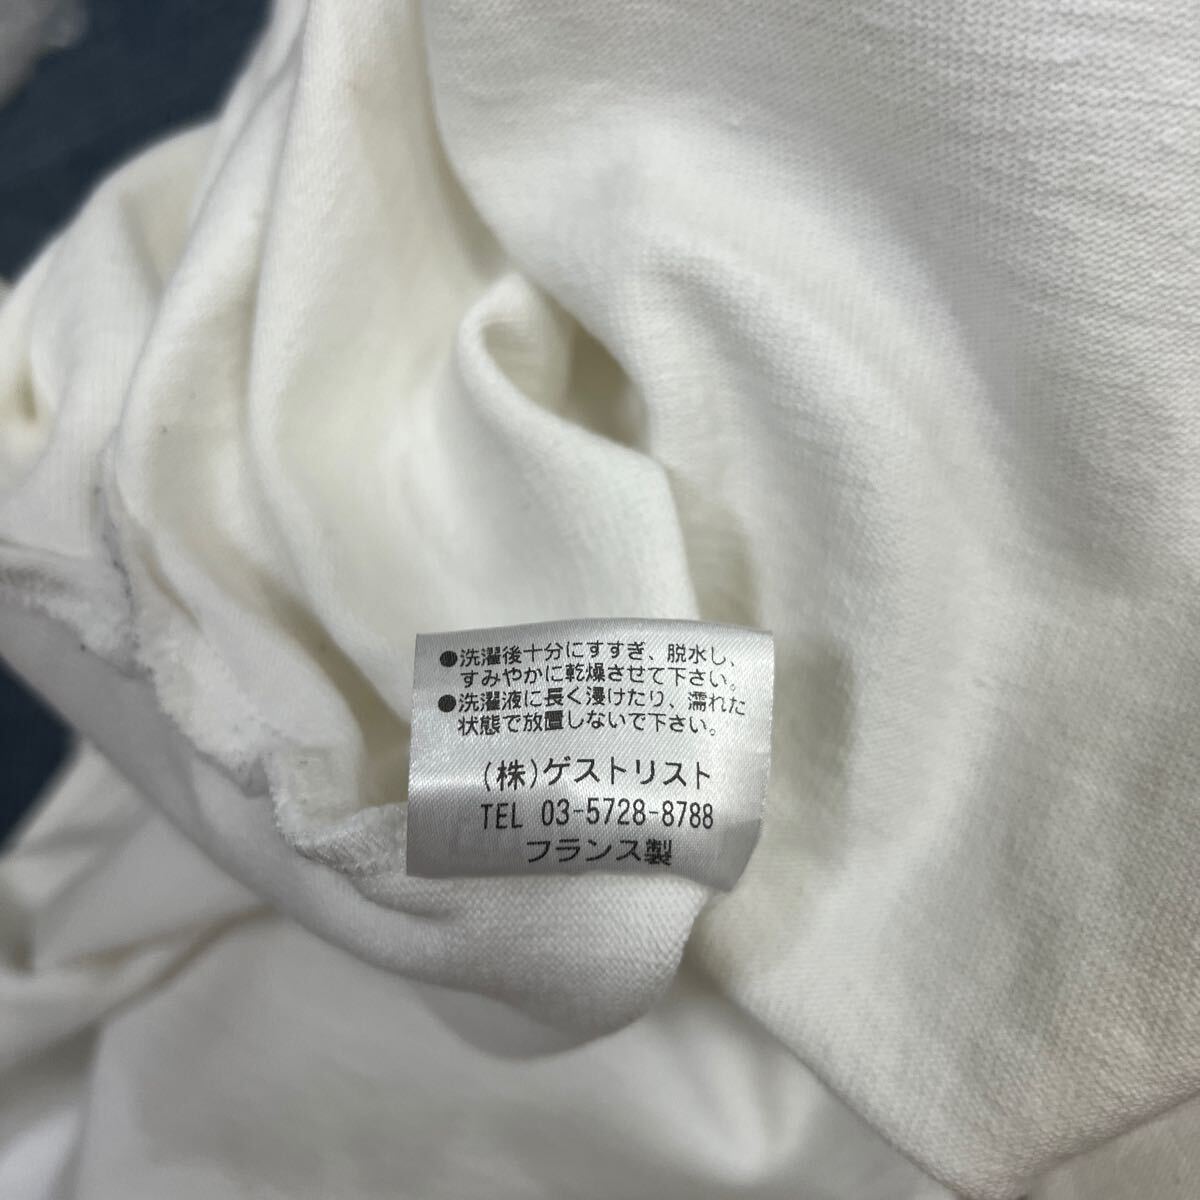 ●洗濯後十分にすすぎ、脱水し、
すみやかに乾燥させて下さい。
●洗濯液に長く浸けたり、濡れた
状態で放置しないで下さい。
(株)ゲストリスト
TEL 03-5728-8788
フランス製